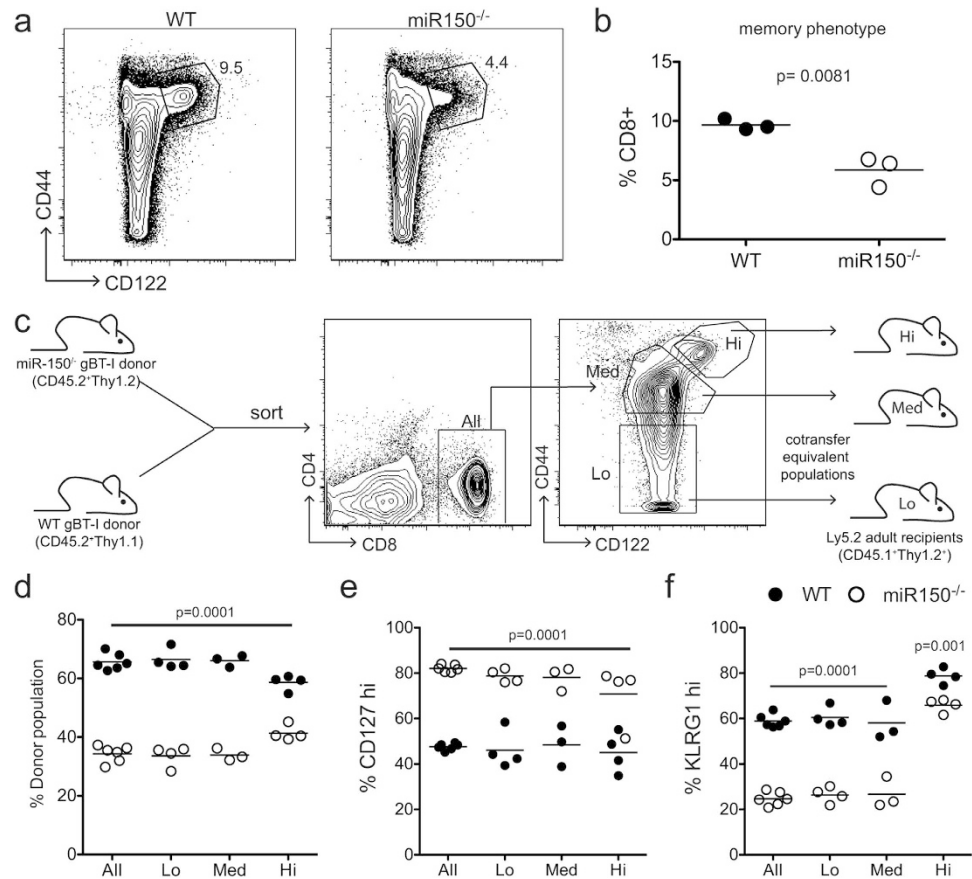 a
WT
miR150-/-
9.5
4.4
CD44
CD122
b
memory phenotype
p= 0.0081
% CD8+
15
10
5
0
WT
miR150-/-
c
miR-150-/- gBT-I donor
(CD45.2+Thy1.2)
WT gBT-I donor
(CD45.2+Thy1.1)
sort
All
CD4
CD8
Hi
Med
Lo
CD44
CD122
cotransfer
equivalent
populations
Hi
Med
Lo
Ly5.2 adult recipients
(CD45.1+Thy1.2+)
d
p=0.0001
% Donor population
80
60
40
20
0
All Lo Med Hi
e
p=0.0001
% CD127 hi
100
80
60
40
20
0
All Lo Med Hi
f
WT miR150-/-
p=0.001
p=0.0001
% KLRG1 hi
100
80
60
40
20
0
All Lo Med Hi